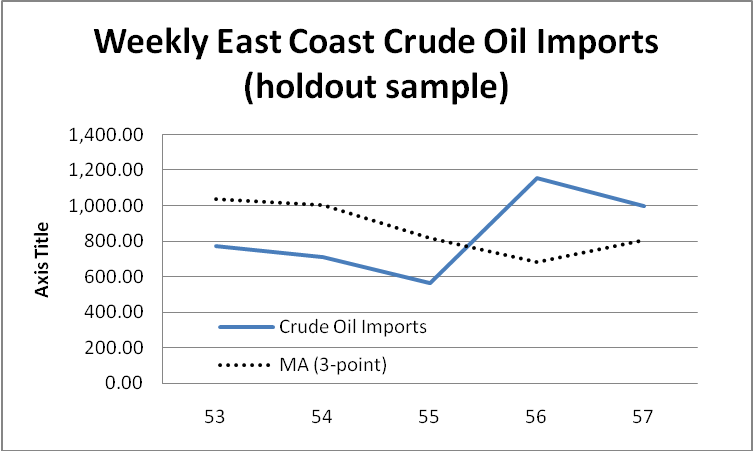 Weekly East Coast Crude Oil Imports
(holdout sample)
1,400.00
1,200.00
1,000.00
800.00
600.00
400.00
200.00
0.00
Axis Title
Crude Oil Imports
MA (3-point)
53 54 55 56 57